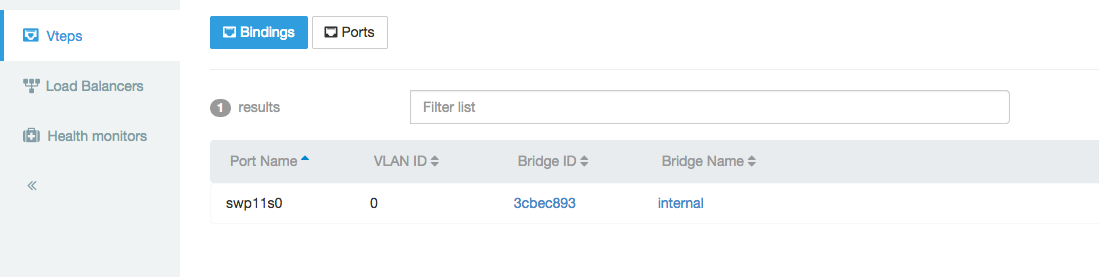 Vteps
Load Balancers
Health monitors
Bindings Ports
1 results Filter list
Port Name VLAN ID Bridge ID Bridge Name
swp11s0 0 3cbec893 internal